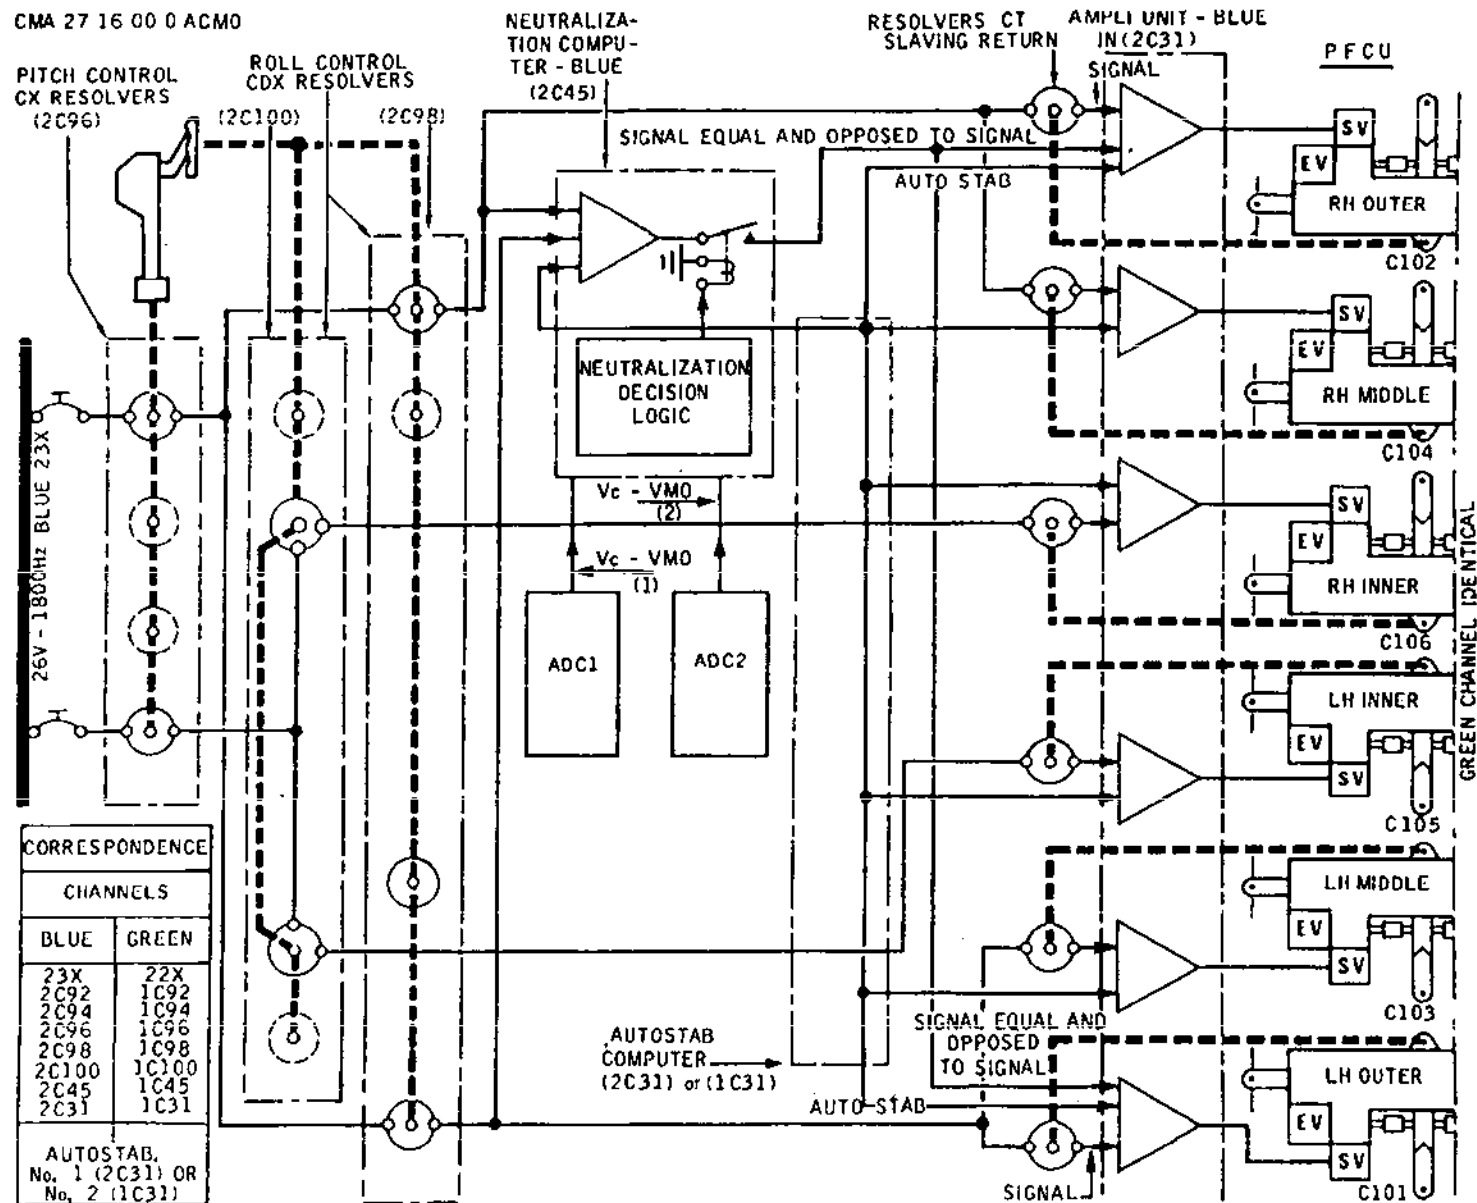 CMA 27 16 00 0 ACM0
PITCH CONTROL
CX RESOLVERS
(2C96)
ROLL CONTROL
CDX RESOLVERS
(2C100)
(2C98)
NEUTRALIZA-
TION COMPU-
TER - BLUE
(2C45)
RESOLVERS CT
SLAVING RETURN
AMPLI UNIT - BLUE
IN (2C31)
SIGNAL
PFCU
SIGNAL EQUAL AND OPPOSED TO SIGNAL
AUTO STAB
SV
EV
RH OUTER
C102
SV
EV
RH MIDDLE
C104
NEUTRALIZATION
DECISION
LOGIC
Vc - VMO
(2)
Vc - VMO
(1)
ADC1
ADC2
26V - 1800Hz BLUE 23X
SV
EV
RH INNER
C106
LH INNER
EV
SV
C105
LH MIDDLE
EV
SV
C103
LH OUTER
EV
SV
C101
GREEN CHANNEL IDENTICAL
SIGNAL EQUAL AND
OPPOSED
TO SIGNAL
AUTOSTAB
COMPUTER
(2C31) or (1C31)
AUTO STAB
SIGNAL
CORRESPONDENCE
CHANNELS
BLUE GREEN
23X 22X
2C92 1C92
2C94 1C94
2C96 1C96
2C98 1C98
2C100 1C100
2C45 1C45
2C31 1C31
AUTOSTAB.
No. 1 (2C31) OR
No. 2 (1C31)